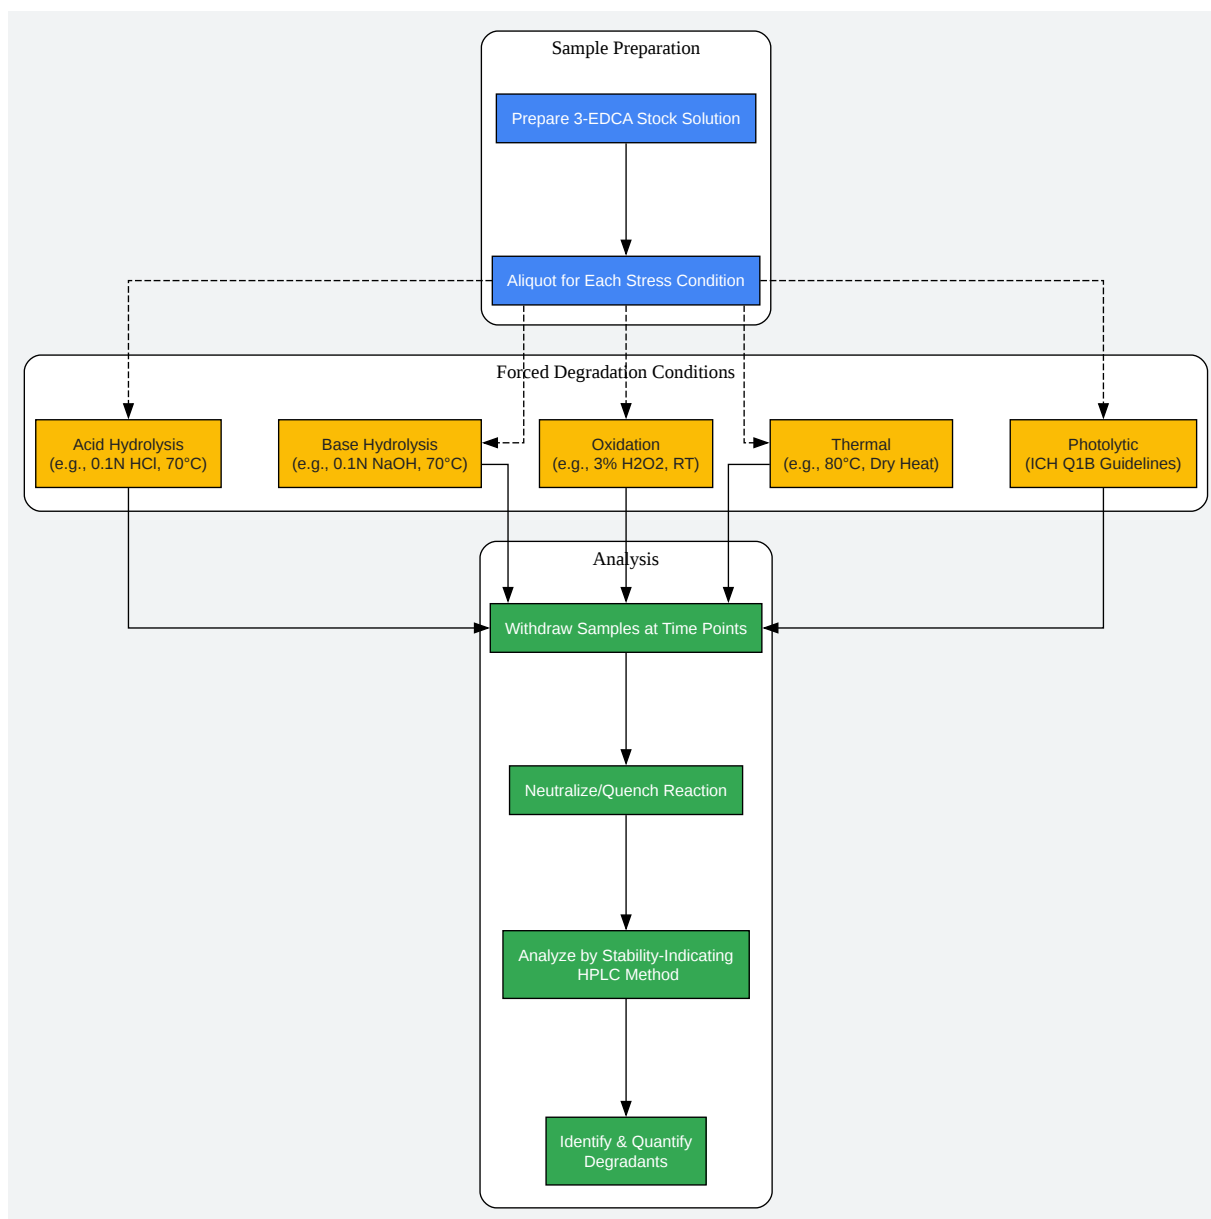 Sample Preparation
Prepare 3-EDCA Stock Solution
Aliquot for Each Stress Condition
Forced Degradation Conditions
Acid Hydrolysis
(e.g., 0.1N HCl, 70°C)
Base Hydrolysis
(e.g., 0.1N NaOH, 70°C)
Oxidation
(e.g., 3% H2O2, RT)
Thermal
(e.g., 80°C, Dry Heat)
Photolytic
(ICH Q1B Guidelines)
Analysis
Withdraw Samples at Time Points
Neutralize/Quench Reaction
Analyze by Stability-Indicating
HPLC Method
Identify & Quantify
Degradants